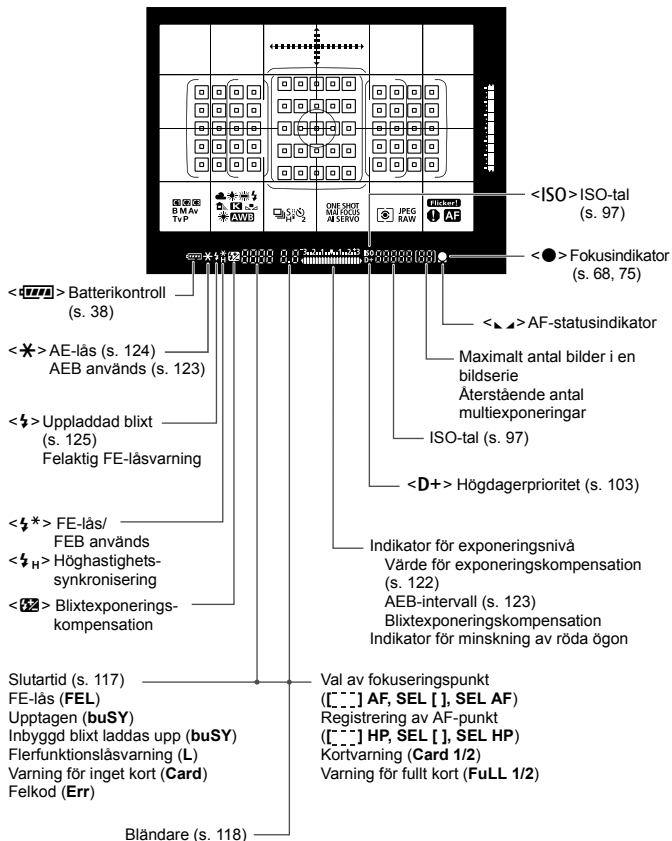 B M Av
Tv P
K
AWB
ONE SHOT
MAI FOCUS
AI SERVO
JPEG
RAW
Flicker!
AF
<ISO> ISO-tal
(s. 97)
<●> Fokusindikator
(s. 68, 75)
< > AF-statusindikator
Maximalt antal bilder i en
bildserie
Återstående antal
multiexponeringar
ISO-tal (s. 97)
<D+> Högdagerprioritet (s. 103)
< > Batterikontroll
(s. 38)
<✱> AE-lås (s. 124)
AEB används (s. 123)
<⚡> Uppladdad blixt
(s. 125)
Felaktig FE-låsvarning
<⚡*> FE-lås/
FEB används
<⚡H> Höghastighets-
synkronisering
< > Blixtexponerings-
kompensation
Indikator för exponeringsnivå
Värde för exponeringskompensation
(s. 122)
AEB-intervall (s. 123)
Blixtexponeringskompensation
Indikator för minskning av röda ögon
Slutartid (s. 117)
FE-lås (FEL)
Upptagen (buSY)
Inbyggd blixt laddas upp (buSY)
Flerfunktionslåsvarning (L)
Varning för inget kort (Card)
Felkod (Err)
Val av fokuseringspunkt
([ ] AF, SEL [ ], SEL AF)
Registrering av AF-punkt
([ ] HP, SEL [ ], SEL HP)
Kortvarning (Card 1/2)
Varning för fullt kort (FuLL 1/2)
Bländare (s. 118)